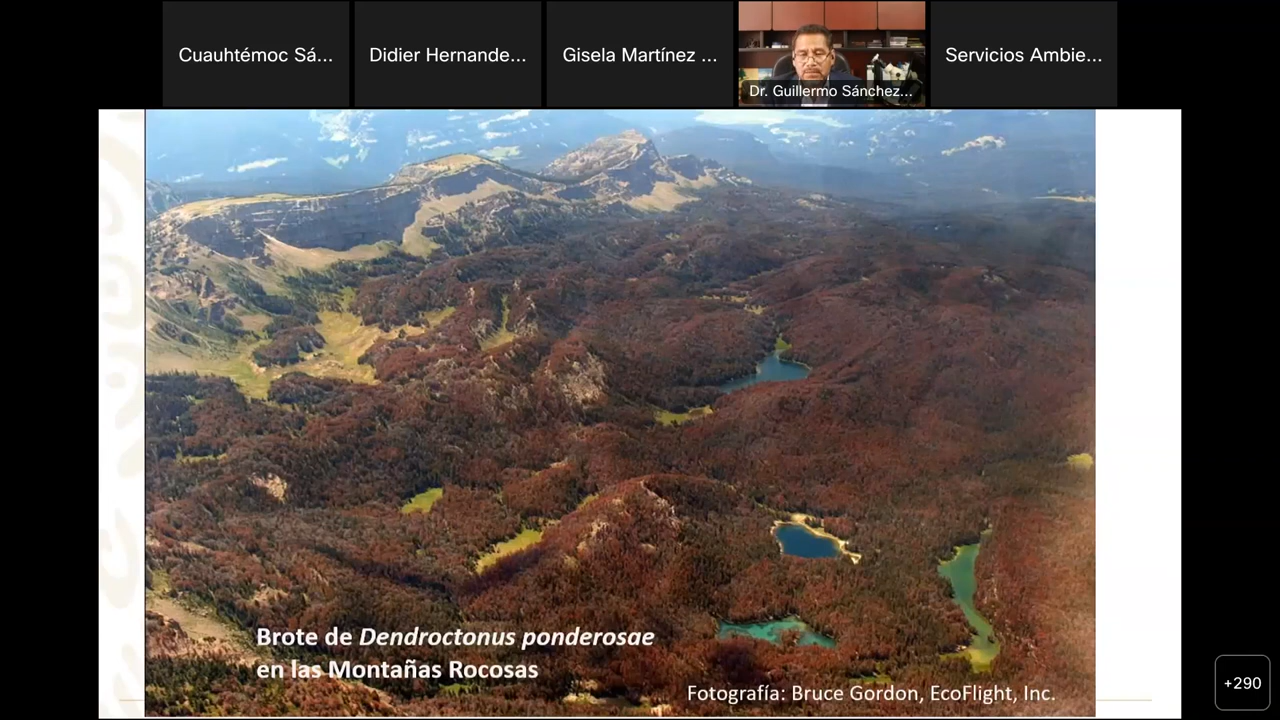 Cuauhtémoc Sá...
Didier Hernande...
Gisela Martínez ...
Dr. Guillermo Sánchez...
Servicios Ambie...
Brote de Dendroctonus ponderosae
en las Montañas Rocosas
Fotografía: Bruce Gordon, EcoFlight, Inc.
+290